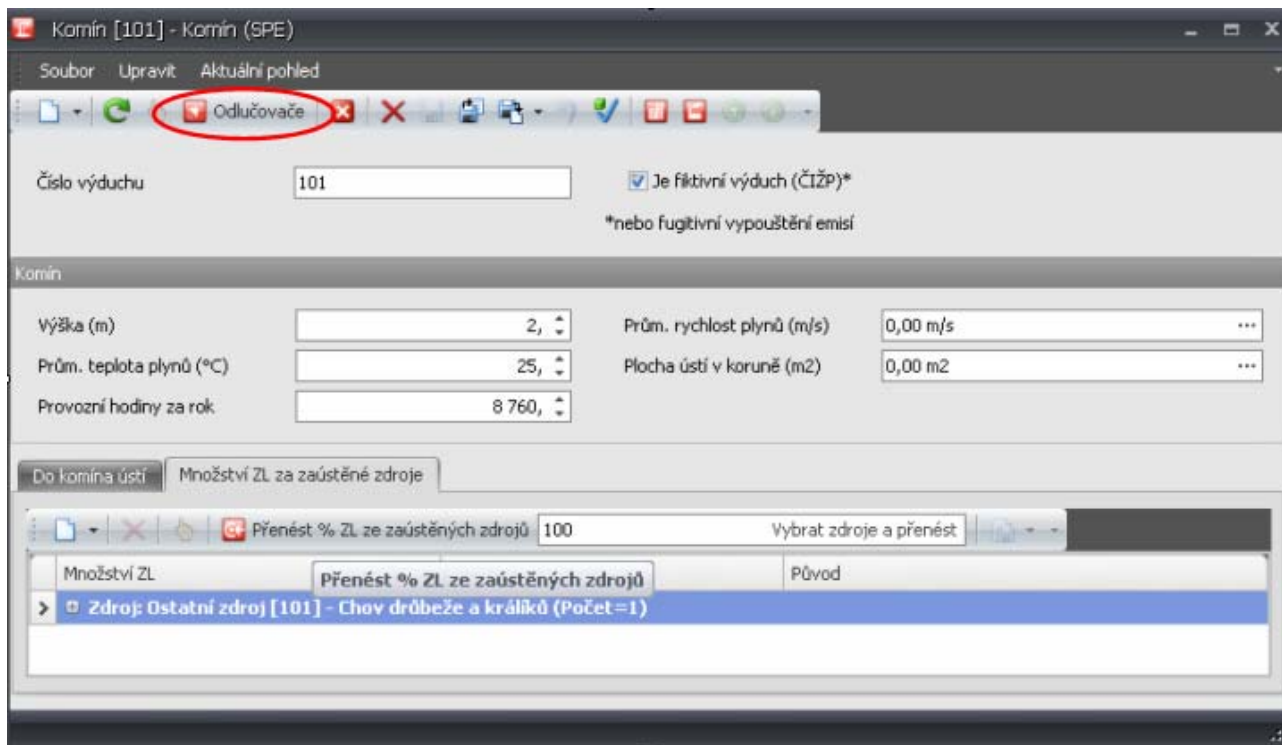 Komín [101] - Komín (SPE)
Soubor Upravit Aktuální pohled
Odlučovače
Číslo výduchu 101 Je fiktivní výduch (ČIŽP)*
*nebo fugitivní vypouštění emisí
Komín
Výška (m) 2, Prům. rychlost plynů (m/s) 0,00 m/s ...
Prům. teplota plynů (°C) 25, Plocha ústí v koruně (m2) 0,00 m2 ...
Provozní hodiny za rok 8 760,
Do komína ústí Množství ZL za zaústěné zdroje
Přenést % ZL ze zaústěných zdrojů 100 Vybrat zdroje a přenést
Množství ZL Přenést % ZL ze zaústěných zdrojů Původ
Zdroj: Ostatní zdroj [101] - Chov drůbeže a králíků (Počet=1)